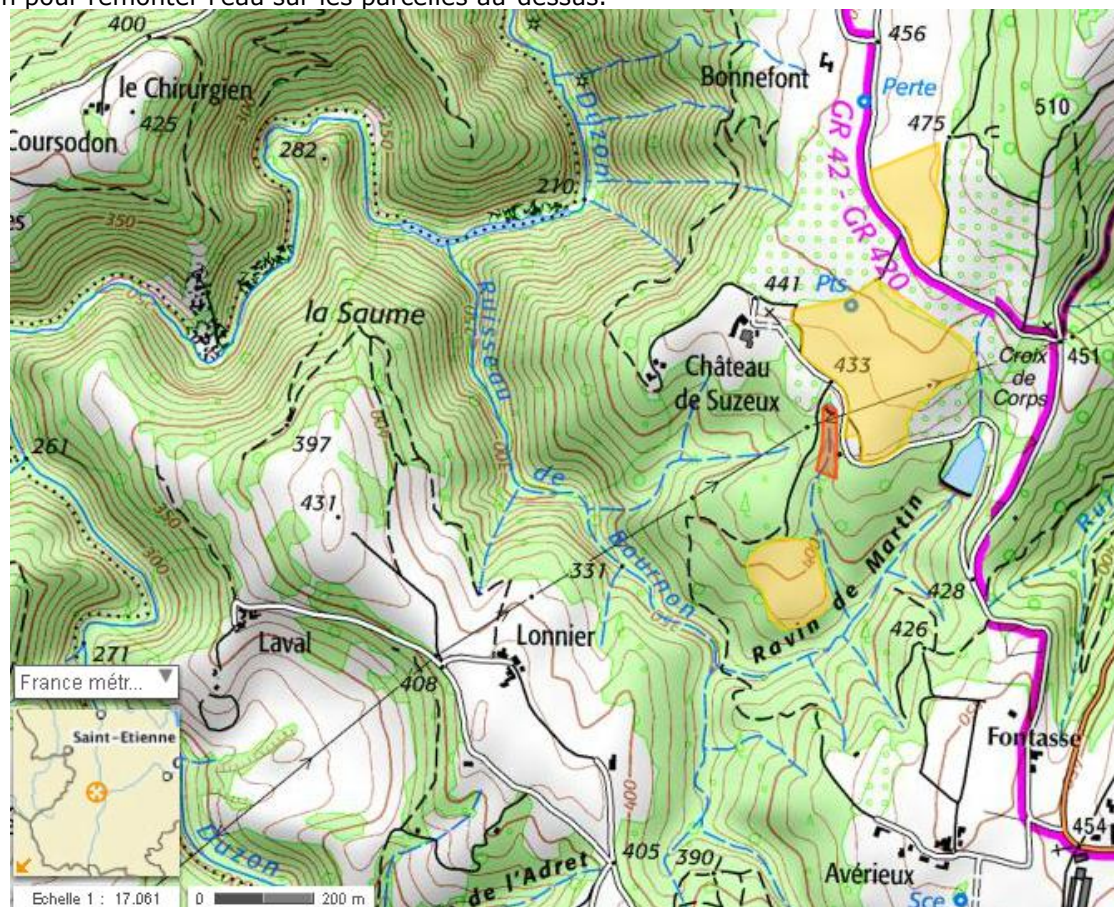 n pour remonter l'eau sur les parcelles au-dessus.
400
456
le Chirurgien
Bonnefont
Perte
425
Coursodon
475
510
Duzon
282
350
210
GR 42 - GR 420
es
350
441
Pts
la Saume
Ruisseau
433
Château
de Suzeux
Croix
de
Corps
451
400
300
261
397
431
de
350
300
Bournon
331
Ravin de Martin
428
426
271
Laval
Lonnier
France métr...
408
Fontasse
Saint-Etienne
400
454
Duzon
405
390
Avérieux
de l'Adret
Sce
Echelle 1 : 17.061
0 200 m